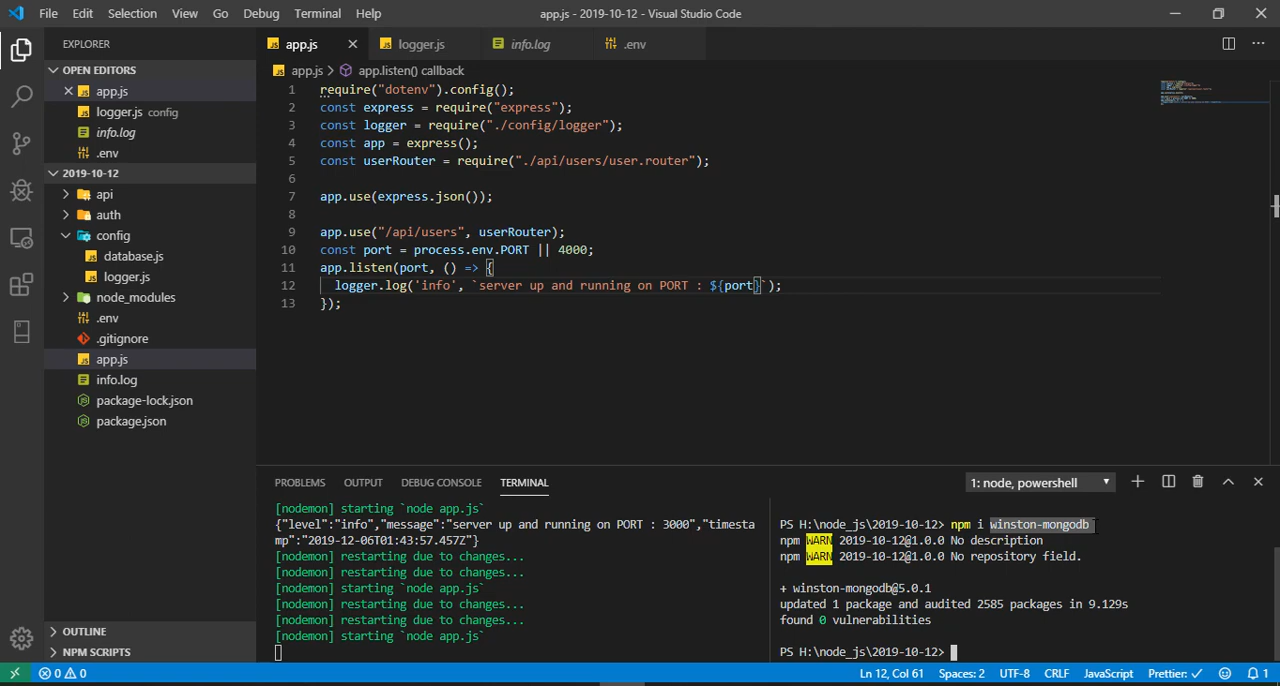 File Edit Selection View Go Debug Terminal Help
app.js - 2019-10-12 - Visual Studio Code
EXPLORER
OPEN EDITORS
app.js
logger.js config
info.log
.env
2019-10-12
api
auth
config
database.js
logger.js
node_modules
.env
.gitignore
app.js
info.log
package-lock.json
package.json
OUTLINE
NPM SCRIPTS
app.js
logger.js
info.log
.env
app.js > app.listen() callback
1 require("dotenv").config();
2 const express = require("express");
3 const logger = require("./config/logger");
4 const app = express();
5 const userRouter = require("./api/users/user.router");
6
7 app.use(express.json());
8
9 app.use("/api/users", userRouter);
10 const port = process.env.PORT || 4000;
11 app.listen(port, () => {
12 logger.log('info', `server up and running on PORT : ${port}`);
13 });
PROBLEMS OUTPUT DEBUG CONSOLE TERMINAL
1: node, powershell
[nodemon] starting `node app.js`
{"level":"info","message":"server up and running on PORT : 3000","timesta
mp":"2019-12-06T01:43:57.457Z"}
[nodemon] restarting due to changes...
[nodemon] restarting due to changes...
[nodemon] starting `node app.js`
[nodemon] restarting due to changes...
[nodemon] restarting due to changes...
[nodemon] starting `node app.js`
PS H:\node_js\2019-10-12> npm i winston-mongodb
npm WARN 2019-10-12@1.0.0 No description
npm WARN 2019-10-12@1.0.0 No repository field.
+ winston-mongodb@5.0.1
updated 1 package and audited 2585 packages in 9.129s
found 0 vulnerabilities
PS H:\node_js\2019-10-12>
0 0
Ln 12, Col 61 Spaces: 2 UTF-8 CRLF JavaScript Prettier: ✓ 1